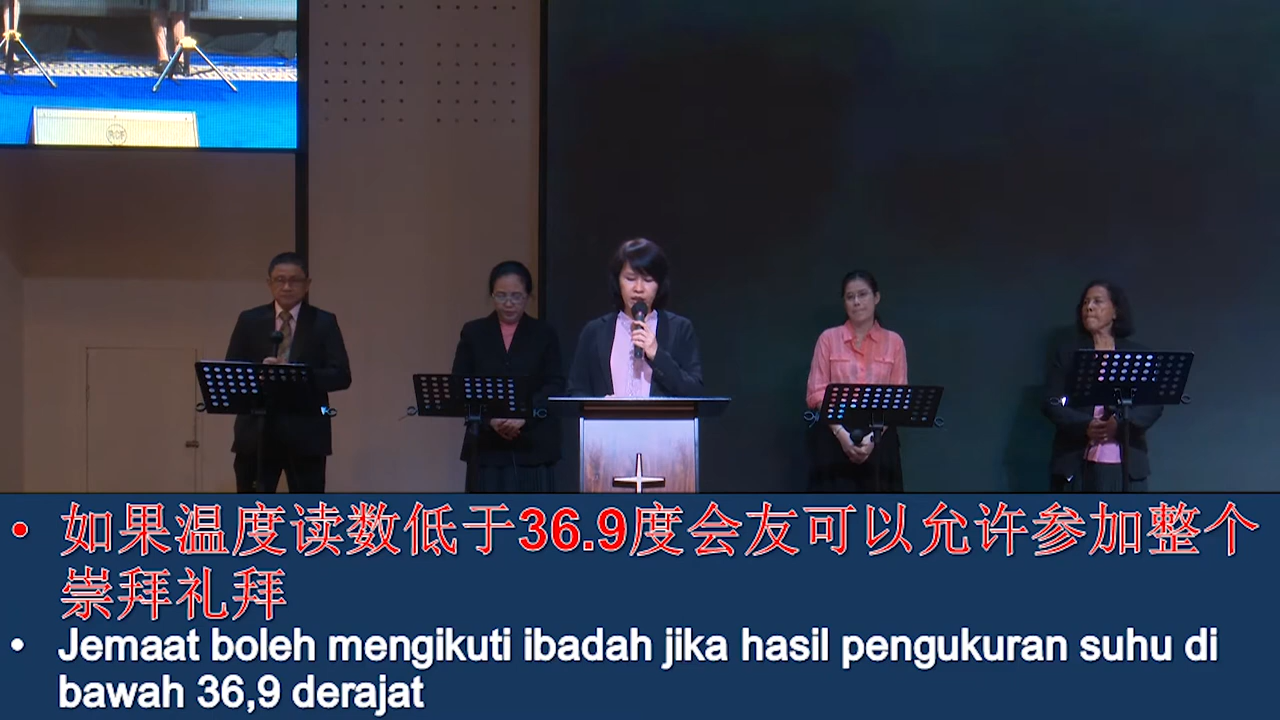 RCF
• 如果温度读数低于36.9度会友可以允许参加整个
崇拜礼拜
• Jemaat boleh mengikuti ibadah jika hasil pengukuran suhu di
bawah 36,9 derajat